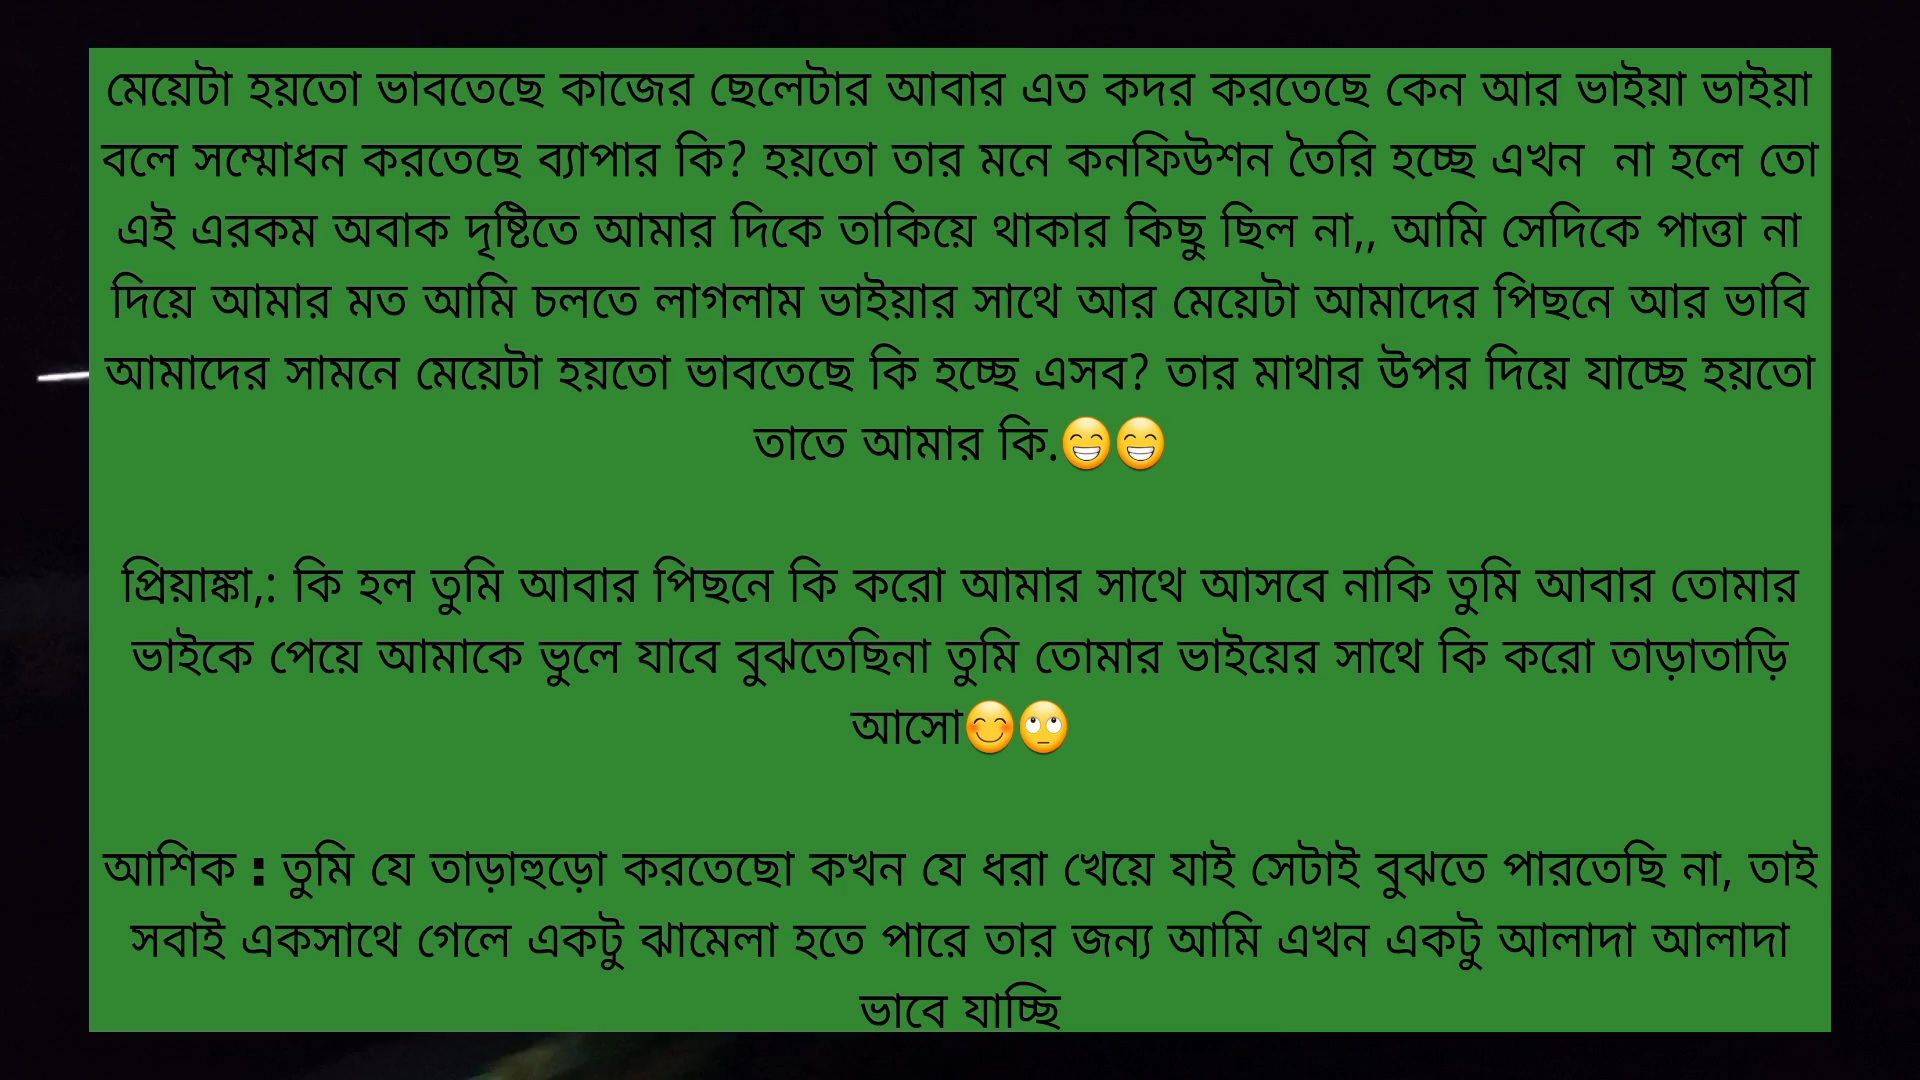 মেয়েটা হয়তো ভাবতেছে কাজের ছেলেটার আবার এত কদর করতেছে কেন আর ভাইয়া ভাইয়া
বলে সম্মোধন করতেছে ব্যাপার কি? হয়তো তার মনে কনফিউশন তৈরি হচ্ছে এখন  না হলে তো
এই এরকম অবাক দৃষ্টিতে আমার দিকে তাকিয়ে থাকার কিছু ছিল না,, আমি সেদিকে পাত্তা না
দিয়ে আমার মত আমি চলতে লাগলাম ভাইয়ার সাথে আর মেয়েটা আমাদের পিছনে আর ভাবি
আমাদের সামনে মেয়েটা হয়তো ভাবতেছে কি হচ্ছে এসব? তার মাথার উপর দিয়ে যাচ্ছে হয়তো
তাতে আমার কি.😁😁
প্রিয়াঙ্কা,: কি হল তুমি আবার পিছনে কি করো আমার সাথে আসবে নাকি তুমি আবার তোমার
ভাইকে পেয়ে আমাকে ভুলে যাবে বুঝতেছিনা তুমি তোমার ভাইয়ের সাথে কি করো তাড়াতাড়ি
আসো😊🙄
আশিক : তুমি যে তাড়াহুড়ো করতেছো কখন যে ধরা খেয়ে যাই সেটাই বুঝতে পারতেছি না, তাই
সবাই একসাথে গেলে একটু ঝামেলা হতে পারে তার জন্য আমি এখন একটু আলাদা আলাদা
ভাবে যাচ্ছি